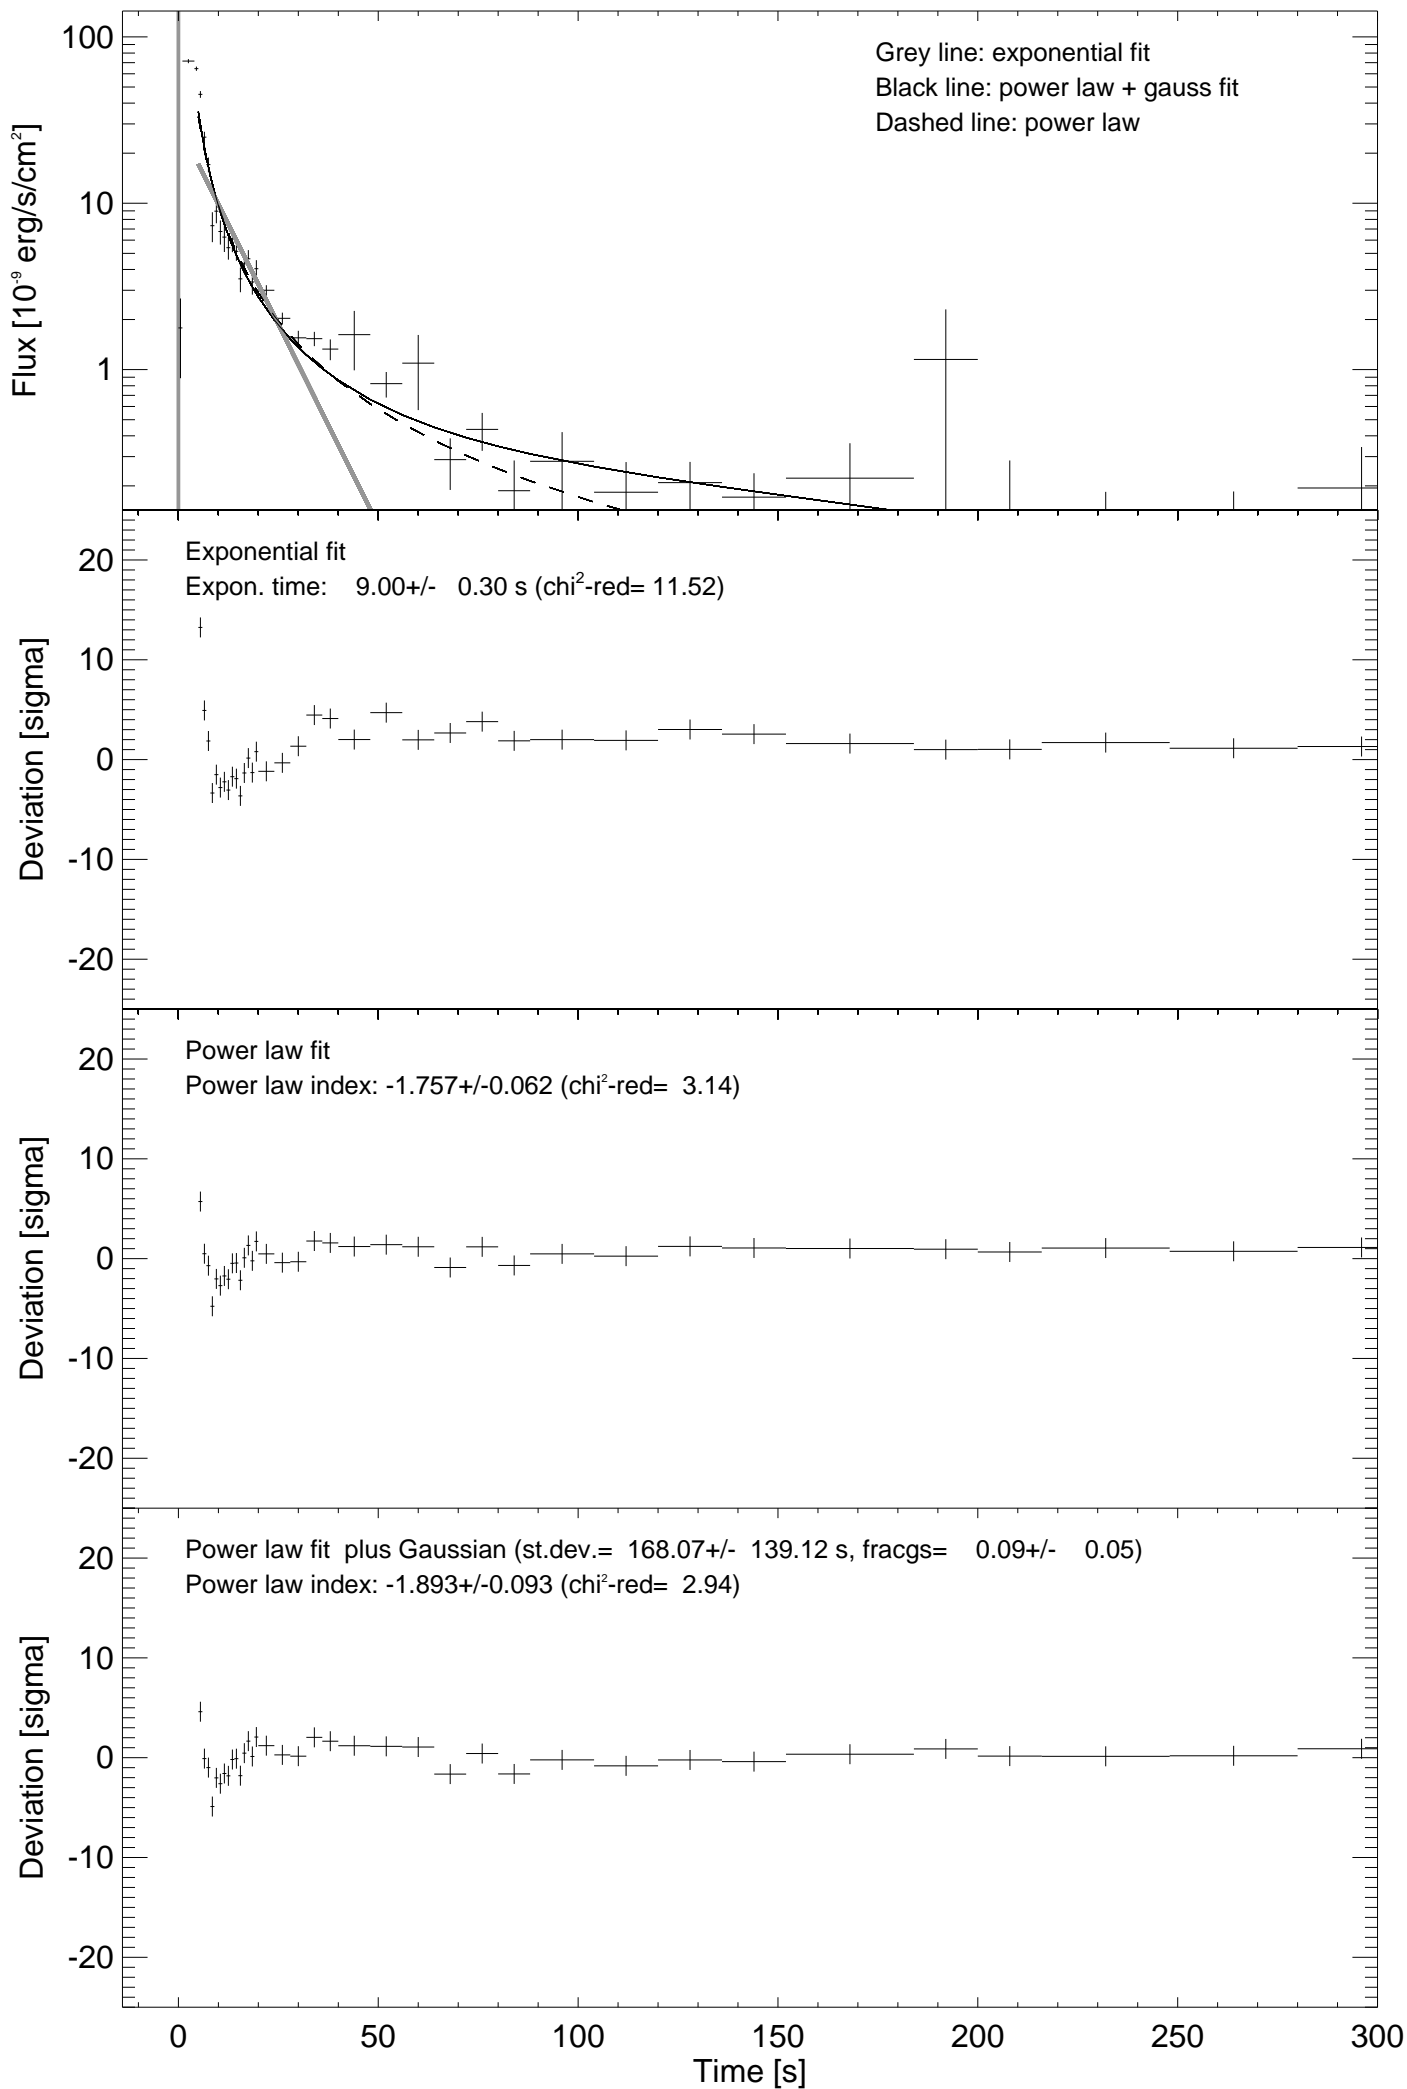 Grey line: exponential fit
Black line: power law + gauss fit
Dashed line: power law
100
10
1
Flux [10⁻⁹ erg/s/cm²]
Exponential fit
Expon. time: 9.00+/- 0.30 s (chi²-red= 11.52)
20
10
0
-10
-20
Deviation [sigma]
Power law fit
Power law index: -1.757+/-0.062 (chi²-red= 3.14)
20
10
0
-10
-20
Deviation [sigma]
Power law fit plus Gaussian (st.dev.= 168.07+/- 139.12 s, fracgs= 0.09+/- 0.05)
Power law index: -1.893+/-0.093 (chi²-red= 2.94)
20
10
0
-10
-20
Deviation [sigma]
0 50 100 150 200 250 300
Time [s]